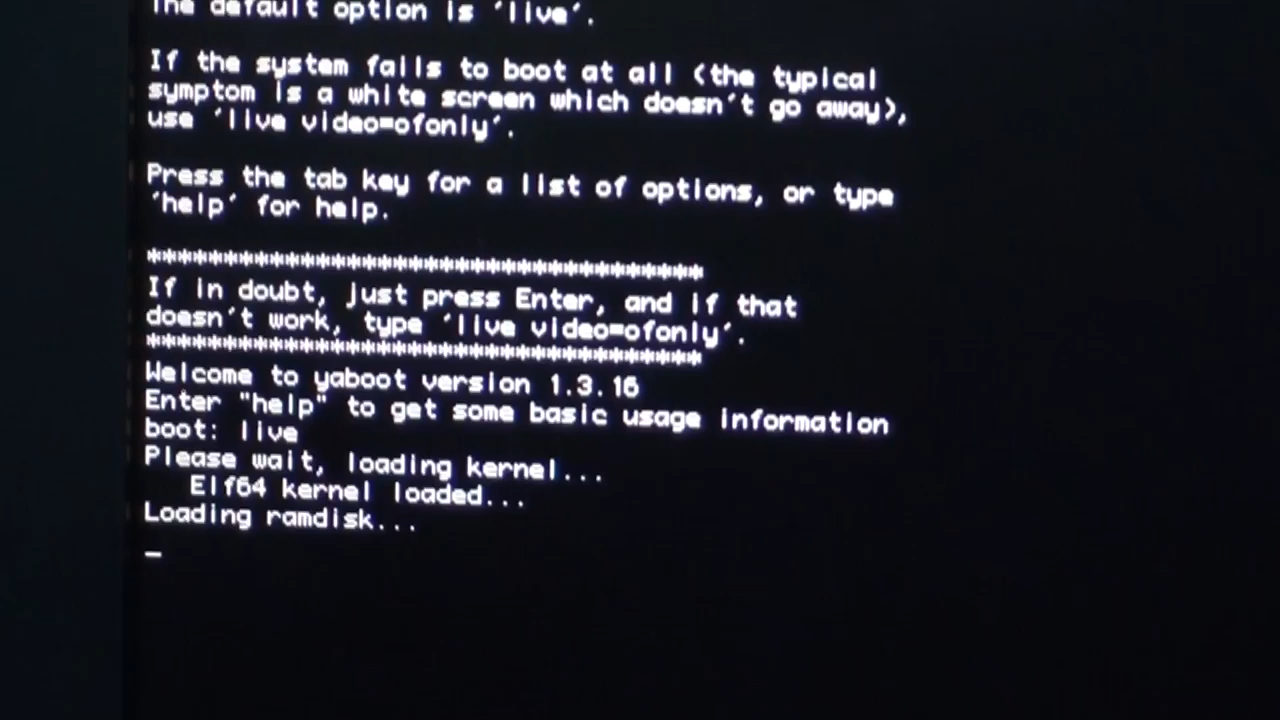 The default option is 'live'.
If the system fails to boot at all (the typical
symptom is a white screen which doesn't go away),
use 'live video=ofonly'.
Press the tab key for a list of options, or type
'help' for help.
*************************************
If in doubt, just press Enter, and if that
doesn't work, type 'live video=ofonly'.
*************************************
Welcome to yaboot version 1.3.16
Enter "help" to get some basic usage information
boot: live
Please wait, loading kernel...
Elf64 kernel loaded...
Loading ramdisk...
_